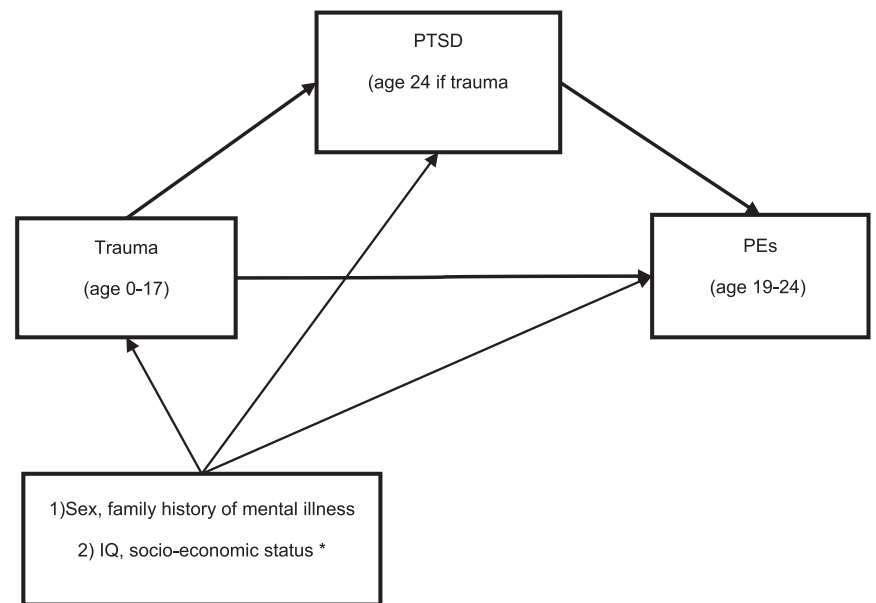 PTSD
(age 24 if trauma
Trauma
(age 0-17)
PEs
(age 19-24)
1)Sex, family history of mental illness
2) IQ, socio-economic status *